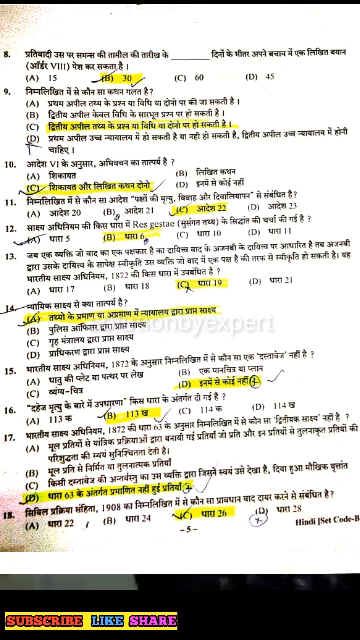 8. प्रतिवादी उस पर समन्स की तामील की तारीख के ________ दिनों के भीतर अपने बचाव में एक लिखित बयान
(ऑर्डर VIII) पेश कर सकता है ।
(A) 15 (B) 30 (C) 60 (D) 45
9. निम्नलिखित में से कौन सा कथन गलत है?
(A) प्रथम अपील तथ्य के प्रश्न या विधि या दोनो पर की जा सकती है ।
(B) द्वितीय अपील केवल विधि के सारभूत प्रश्न पर हो सकती है ।
(C) द्वितीय अपील तथ्य के प्रश्न या विधि या दोनो पर हो सकती है ।
(D) प्रथम अपील उच्च न्यायालय में हो सकती है या नही हो सकती है, द्वितीय अपील उच्च न्यायालय में होनी
चाहिए ।
10. आदेश VI के अनुसार, अभिवचन का तात्पर्य है ?
(A) शिकायत (B) लिखित कथन
(C) शिकायत और लिखित कथन दोनो (D) इनमें से कोई नहीं
11. निम्नलिखित में से कौन सा आदेश "पक्षों की मृत्यु, विवाह और दिवालियापन" से संबंधित है?
(A) आदेश 20 (B) आदेश 21 (C) आदेश 22 (D) आदेश 23
12. साक्ष्य अधिनियम की किस धारा में Res gestae (सुसंगत तथ्य) के सिद्धांत की चर्चा की गई है ?
(A) धारा 5 (B) धारा 6 (C) धारा 10 (D) धारा 11
13. जब एक व्यक्ति जो वाद का एक पक्षकार है का दायित्व वाद के अजनबी के दायित्व पर आधारित है तब अजनबी
द्वारा उसके दायित्व के सापेक्ष स्वीकृति उस व्यक्ति जो वाद में एक पक्ष है की तरफ से स्वीकृति हो सकती है। यह
भारतीय साक्ष्य अधिनियम, 1872 की किस धारा में उपबंधित है ?
(A) धारा 17 (B) धारा 18 (C) धारा 19 (D) धारा 21
14. न्यायिक साक्ष्य से क्या तात्पर्य है?
(A) तथ्यो के प्रमाण या अप्रमाण में न्यायालय द्वारा प्राप्त साक्ष्य
(B) पुलिस ऑफिसर द्वारा प्राप्त साक्ष्य
(C) गृह मंत्रालय द्वारा प्राप्त साक्ष्य
(D) प्राधिकरण द्वारा प्राप्त साक्ष्य
15. भारतीय साक्ष्य अधिनियम, 1872 के अनुसार निम्नलिखित में से कौन सा एक "दस्तावेज" नहीं है ?
(A) धातु की प्लेट या पत्थर पर लेख (B) एक मानचित्र या प्लान
(C) व्यंग्य-चित्र (D) इनमें से कोई नहीं
16. "दहेज मृत्यु के बारे में उपधारणा" किस धारा के अंतर्गत दी गई है ?
(A) 113 क (B) 113 ख (C) 114 क (D) 114 ख
17. भारतीय साक्ष्य अधिनियम, 1872 की धारा 63 के अनुसार निम्नलिखित में से कौन सा 'द्वितीयक साक्ष्य' नहीं है ?
(A) मूल प्रतियों से यांत्रिक प्रक्रियाओं द्वारा बनायी गई प्रतियाँ जो प्रति और इन प्रतियों से तुलनाकृत प्रतियों की
परिशुद्धता की स्वयं सुनिश्चितता देती है।
(B) मूल प्रति से निर्मित या तुलनात्मक प्रतियाँ
(C) किसी दस्तावेज की अन्तर्वस्तु का उस व्यक्ति द्वारा जिसने स्वयं उसे देखा है, दिया हुआ मौखिक वृत्तांत
(D) धारा 63 के अंतर्गत प्रमाणित नहीं हुई प्रतियाँ
18. सिविल प्रक्रिया संहिता, 1908 का निम्नलिखित में से कौन सा प्रावधान वाद दायर करने से संबंधित है?
(A) धारा 22 (B) धारा 24 (C) धारा 26 (D) धारा 28
- 5 - Hindi [Set Code-B
SUBSCRIBE LIKE SHARE